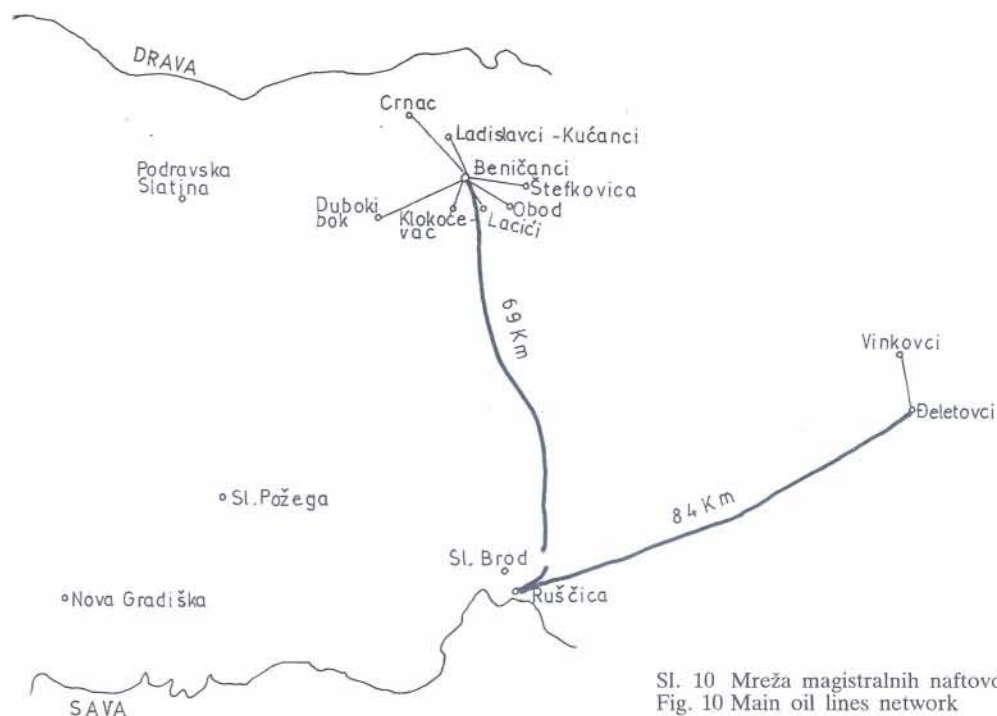 DRAVA
Crnac
Ladislavci - Kućanci
Beničanci
Podravska
Slatina
Štefkovica
Duboki
bok
Obod
Klokoče-
vac
Lacići
69 Km
Vinkovci
Đeletovci
84 Km
Sl. Požega
Sl. Brod
Nova Gradiška
Ruščica
SAVA
Sl. 10 Mreža magistralnih naftovo
Fig. 10 Main oil lines network